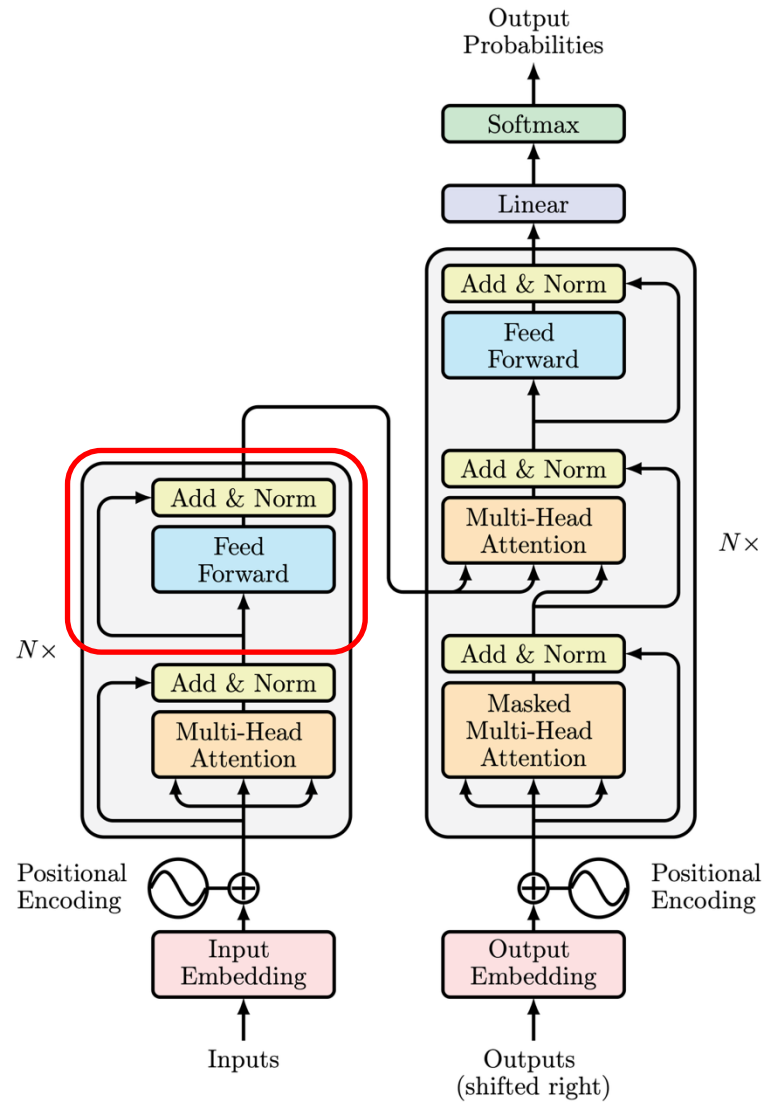 Output
Probabilities
Softmax
Linear
Add & Norm
Feed
Forward
Add & Norm
Multi-Head
Attention
N×
Add & Norm
Masked
Multi-Head
Attention
Add & Norm
Feed
Forward
N×
Add & Norm
Multi-Head
Attention
Positional
Encoding
Positional
Encoding
Input
Embedding
Output
Embedding
Inputs
Outputs
(shifted right)